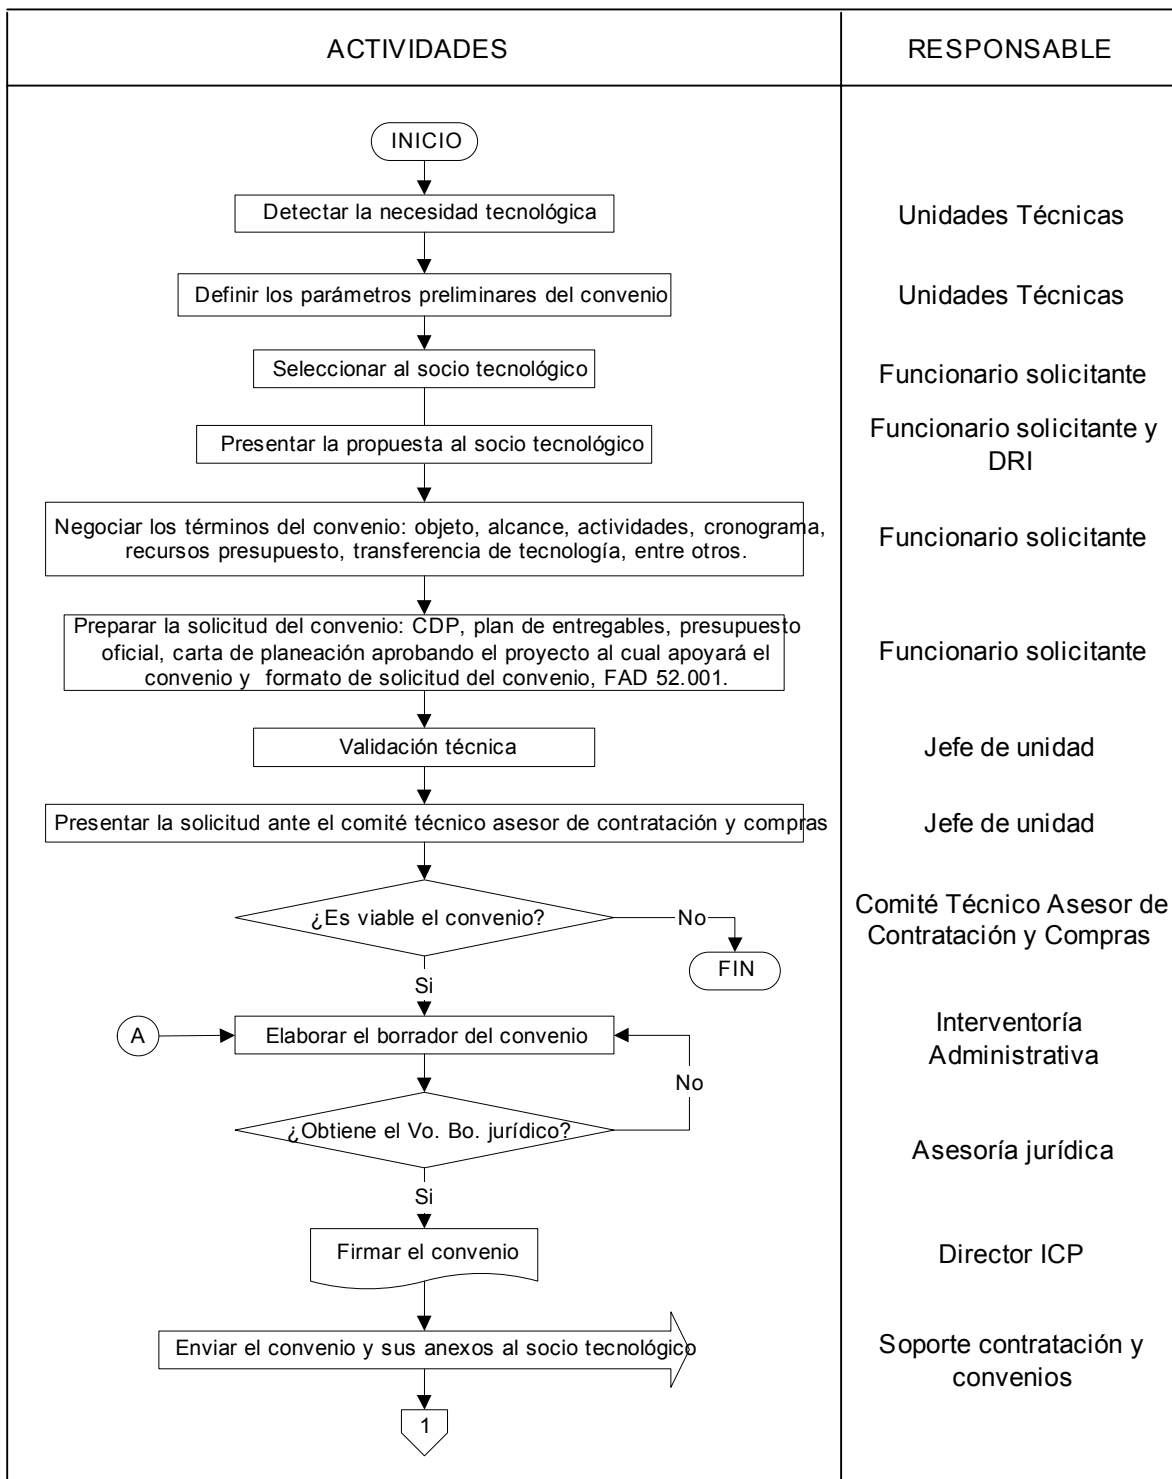 ACTIVIDADES
RESPONSABLE
INICIO
Detectar la necesidad tecnológica
Unidades Técnicas
Definir los parámetros preliminares del convenio
Unidades Técnicas
Seleccionar al socio tecnológico
Funcionario solicitante
Presentar la propuesta al socio tecnológico
Funcionario solicitante y
DRI
Negociar los términos del convenio: objeto, alcance, actividades, cronograma,
recursos presupuesto, transferencia de tecnología, entre otros.
Funcionario solicitante
Preparar la solicitud del convenio: CDP, plan de entregables, presupuesto
oficial, carta de planeación aprobando el proyecto al cual apoyará el
convenio y formato de solicitud del convenio, FAD 52.001.
Funcionario solicitante
Validación técnica
Jefe de unidad
Presentar la solicitud ante el comité técnico asesor de contratación y compras
Jefe de unidad
¿Es viable el convenio?
No
FIN
Comité Técnico Asesor de
Contratación y Compras
Si
A
Elaborar el borrador del convenio
Interventoría
Administrativa
No
¿Obtiene el Vo. Bo. jurídico?
Asesoría jurídica
Si
Firmar el convenio
Director ICP
Enviar el convenio y sus anexos al socio tecnológico
Soporte contratación y
convenios
1